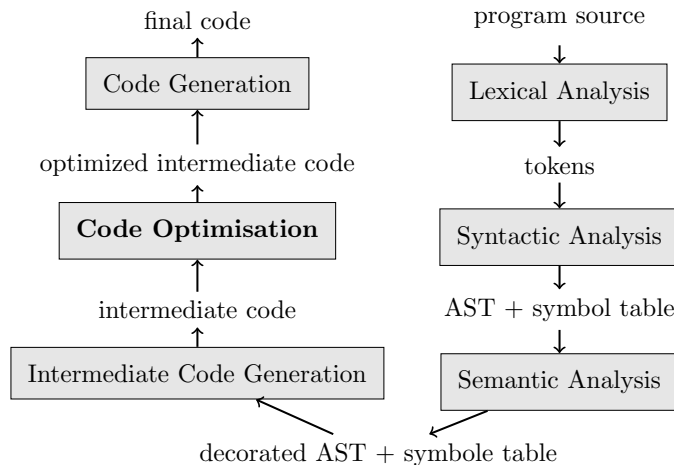 program source
Lexical Analysis
tokens
Syntactic Analysis
AST + symbol table
Semantic Analysis
decorated AST + symbole table
Intermediate Code Generation
intermediate code
Code Optimisation
optimized intermediate code
Code Generation
final code